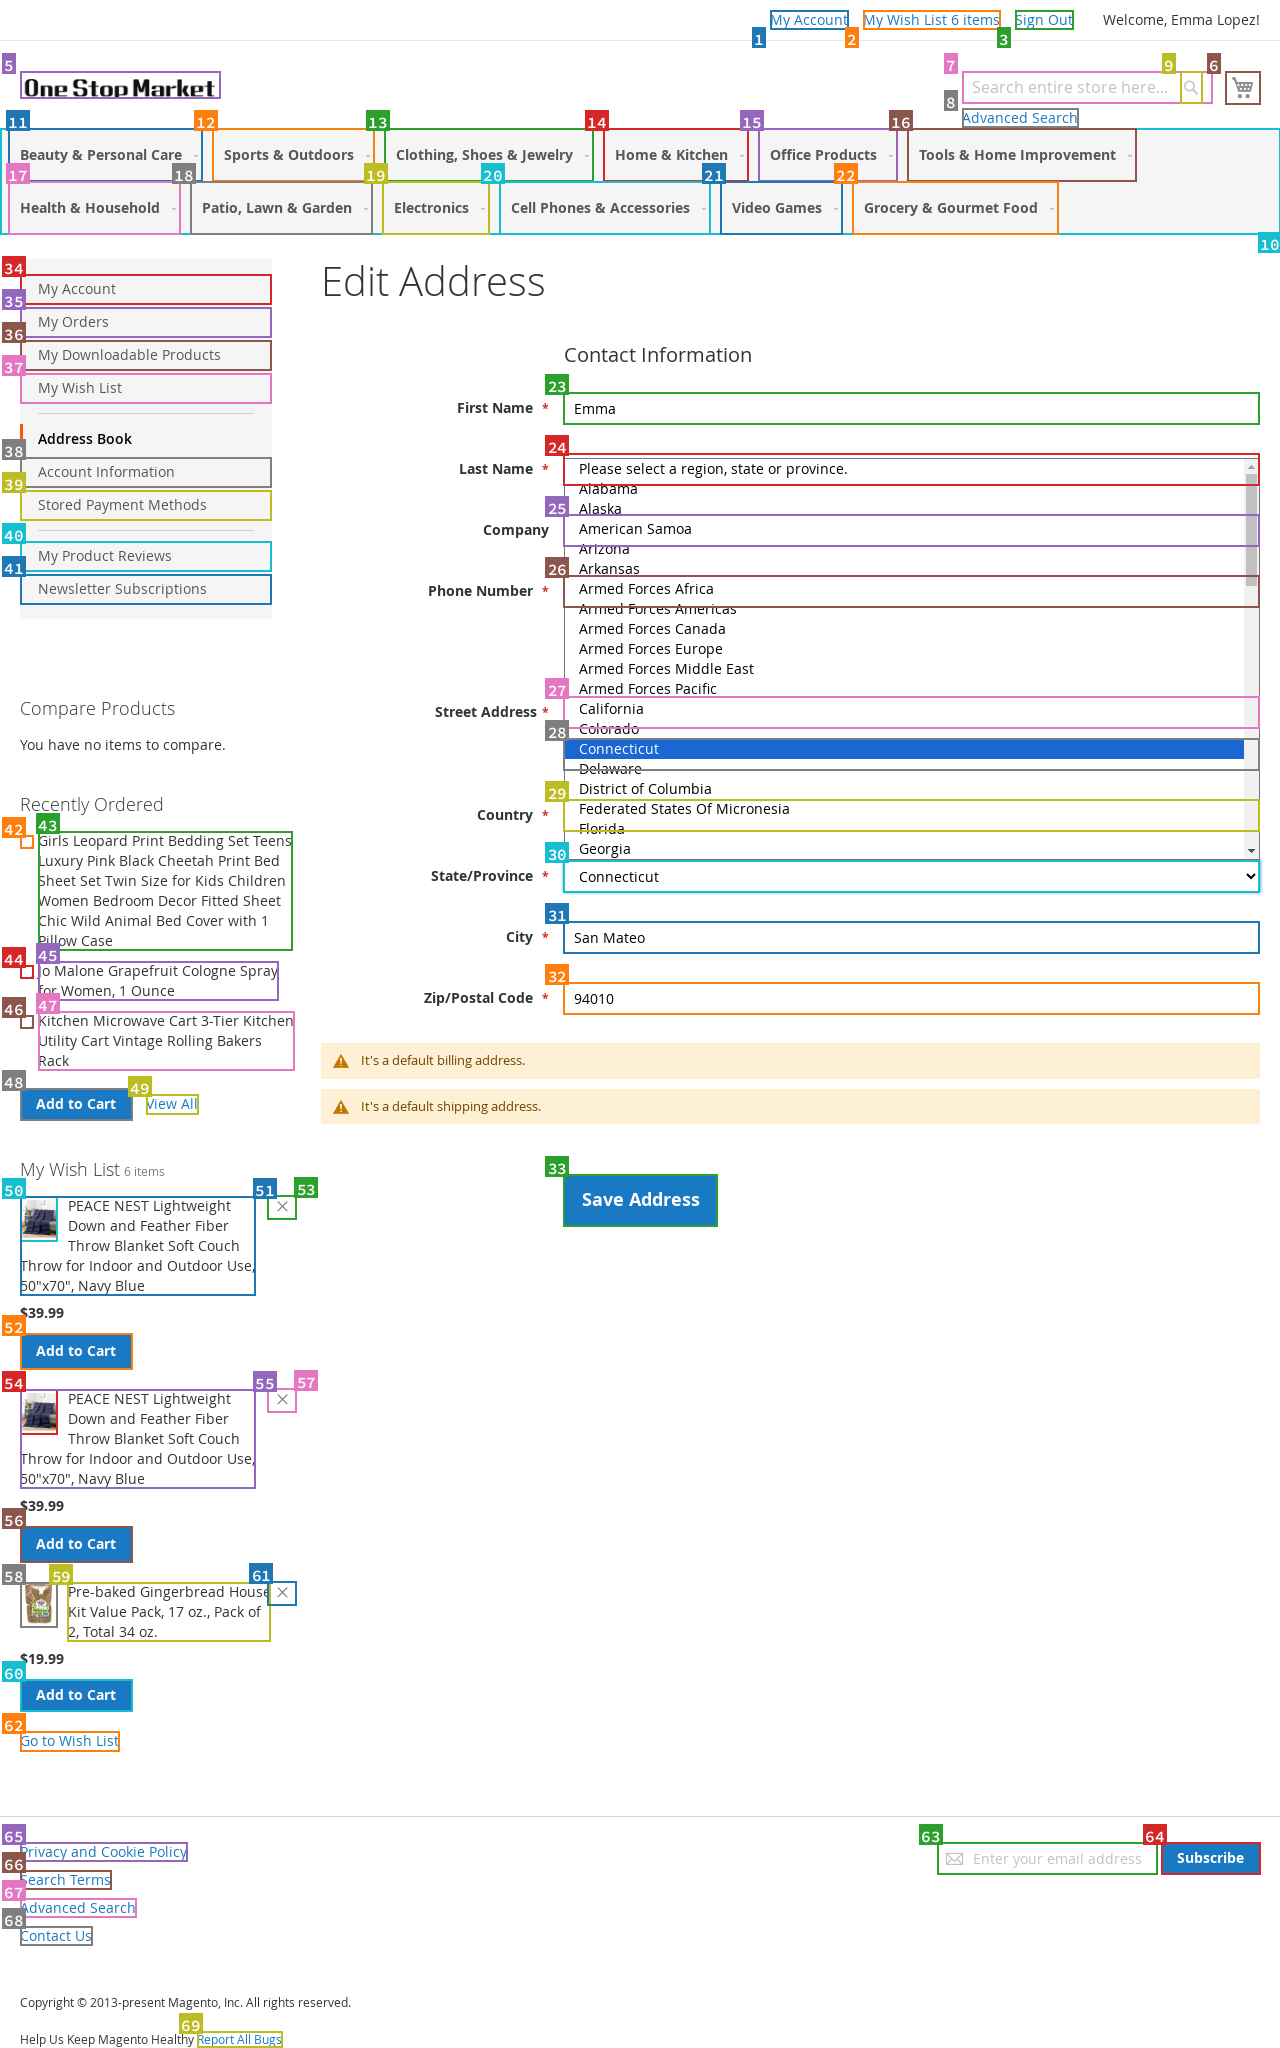 My Account
My Wish List 6 items
Sign Out
Welcome, Emma Lopez!
1
2
3
5
7
9
6
One Stop Market
Search entire store here...
8
Advanced Search
11
12
13
14
15
16
Beauty & Personal Care
Sports & Outdoors
Clothing, Shoes & Jewelry
Home & Kitchen
Office Products
Tools & Home Improvement
17
18
19
20
21
22
Health & Household
Patio, Lawn & Garden
Electronics
Cell Phones & Accessories
Video Games
Grocery & Gourmet Food
10
34
My Account
35
My Orders
36
My Downloadable Products
37
My Wish List
Address Book
38
Account Information
39
Stored Payment Methods
40
My Product Reviews
41
Newsletter Subscriptions
Compare Products
You have no items to compare.
Recently Ordered
42
43
Girls Leopard Print Bedding Set Teens
Luxury Pink Black Cheetah Print Bed
Sheet Set Twin Size for Kids Children
Women Bedroom Decor Fitted Sheet
Chic Wild Animal Bed Cover with 1
Pillow Case
44
45
Jo Malone Grapefruit Cologne Spray
for Women, 1 Ounce
46
47
Kitchen Microwave Cart 3-Tier Kitchen
Utility Cart Vintage Rolling Bakers
Rack
48
49
Add to Cart
View All
My Wish List 6 items
50
51
53
PEACE NEST Lightweight
Down and Feather Fiber
Throw Blanket Soft Couch
Throw for Indoor and Outdoor Use,
50"x70", Navy Blue
$39.99
52
Add to Cart
54
55
57
PEACE NEST Lightweight
Down and Feather Fiber
Throw Blanket Soft Couch
Throw for Indoor and Outdoor Use,
50"x70", Navy Blue
$39.99
56
Add to Cart
58
59
61
Pre-baked Gingerbread House
Kit Value Pack, 17 oz., Pack of
2, Total 34 oz.
$19.99
60
Add to Cart
62
Go to Wish List
Edit Address
Contact Information
23
First Name *
Emma
24
Last Name *
Please select a region, state or province.
Alabama
25
Alaska
Company
American Samoa
Arizona
26
Arkansas
Phone Number *
Armed Forces Africa
Armed Forces Americas
Armed Forces Canada
Armed Forces Europe
Armed Forces Middle East
27
Armed Forces Pacific
Street Address *
California
28
Colorado
Connecticut
Delaware
29
District of Columbia
Country *
Federated States Of Micronesia
Florida
30
Georgia
State/Province *
Connecticut
31
City *
San Mateo
32
Zip/Postal Code *
94010
It's a default billing address.
It's a default shipping address.
33
Save Address
65
Privacy and Cookie Policy
66
Search Terms
67
Advanced Search
68
Contact Us
63
Enter your email address
64
Subscribe
Copyright © 2013-present Magento, Inc. All rights reserved.
69
Help Us Keep Magento Healthy Report All Bugs